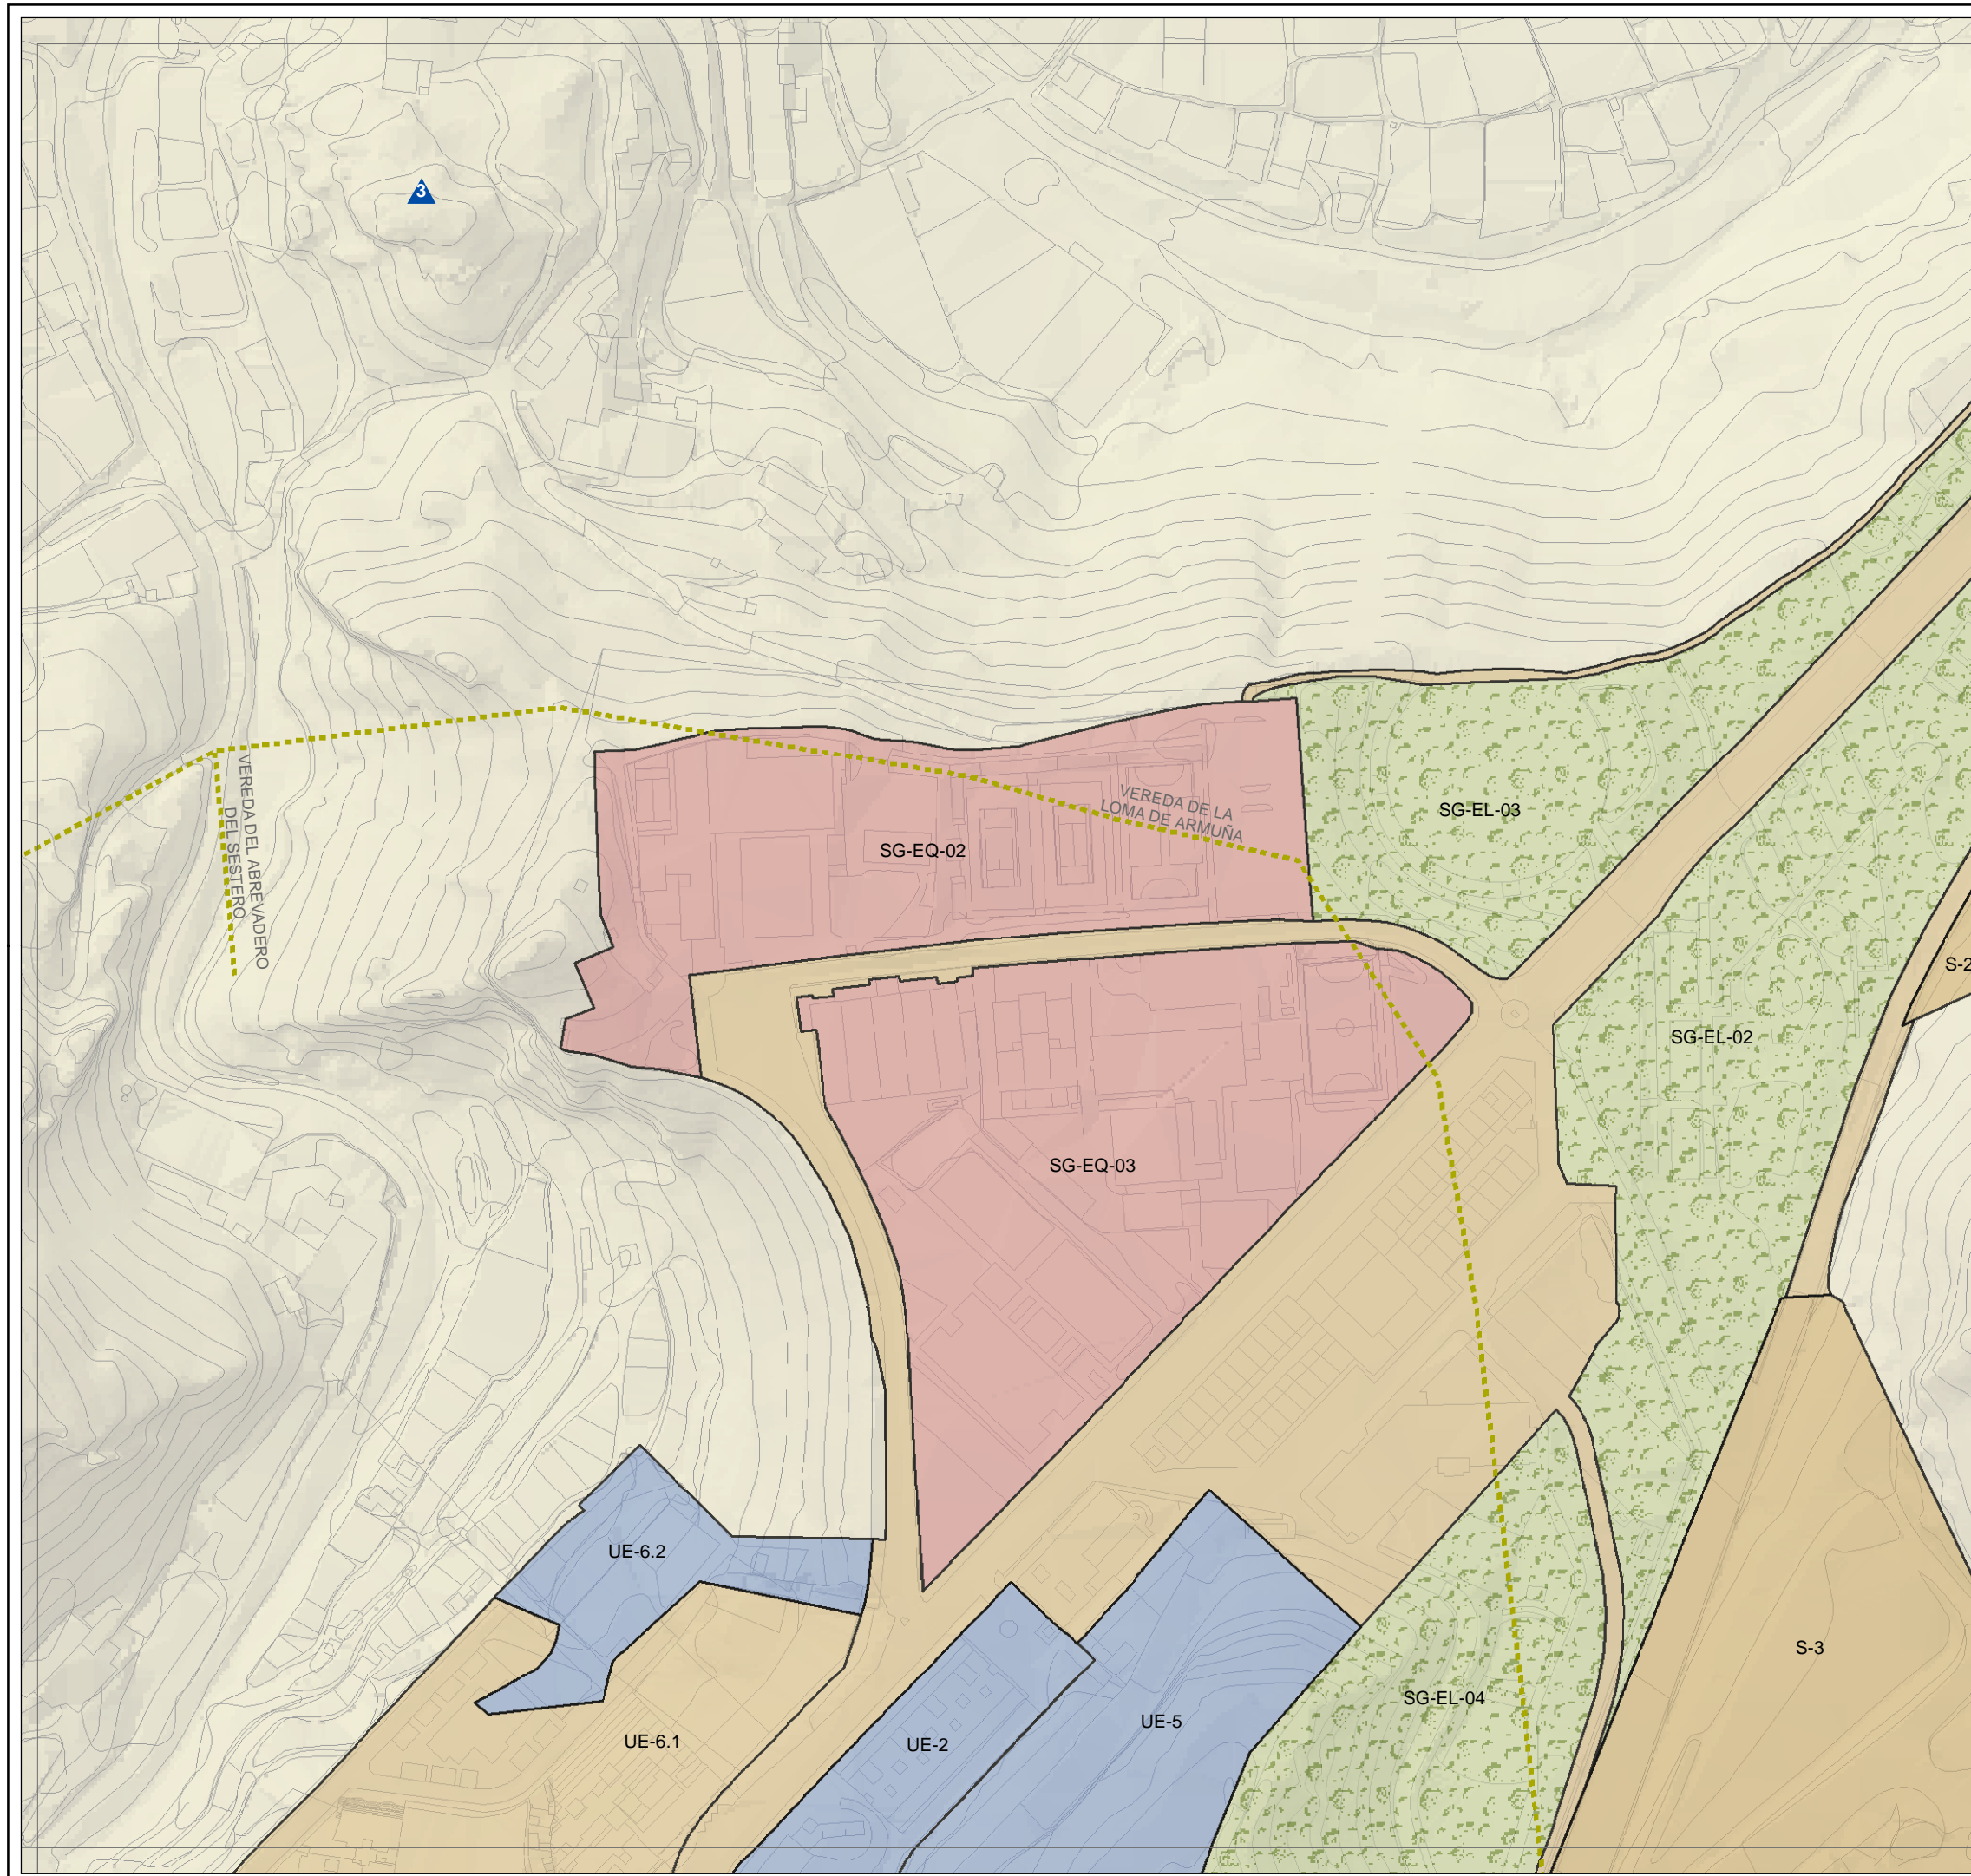 3
VEREDA DE LA
LOMA DE ARMUÑA
SG-EL-03
SG-EQ-02
VEREDA DEL ABREVADERO
DEL SESTERO
S-2
SG-EL-02
SG-EQ-03
UE-6.2
S-3
SG-EL-04
UE-5
UE-6.1
UE-2